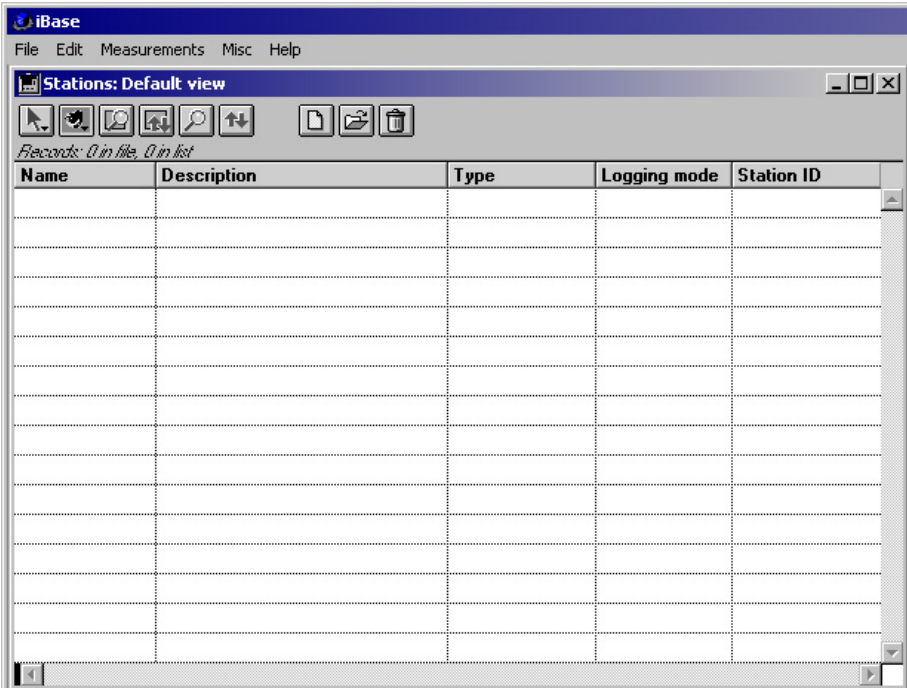 iBase
File Edit Measurements Misc Help
Stations: Default view
Records: 0 in file, 0 in list
Name Description Type Logging mode Station ID